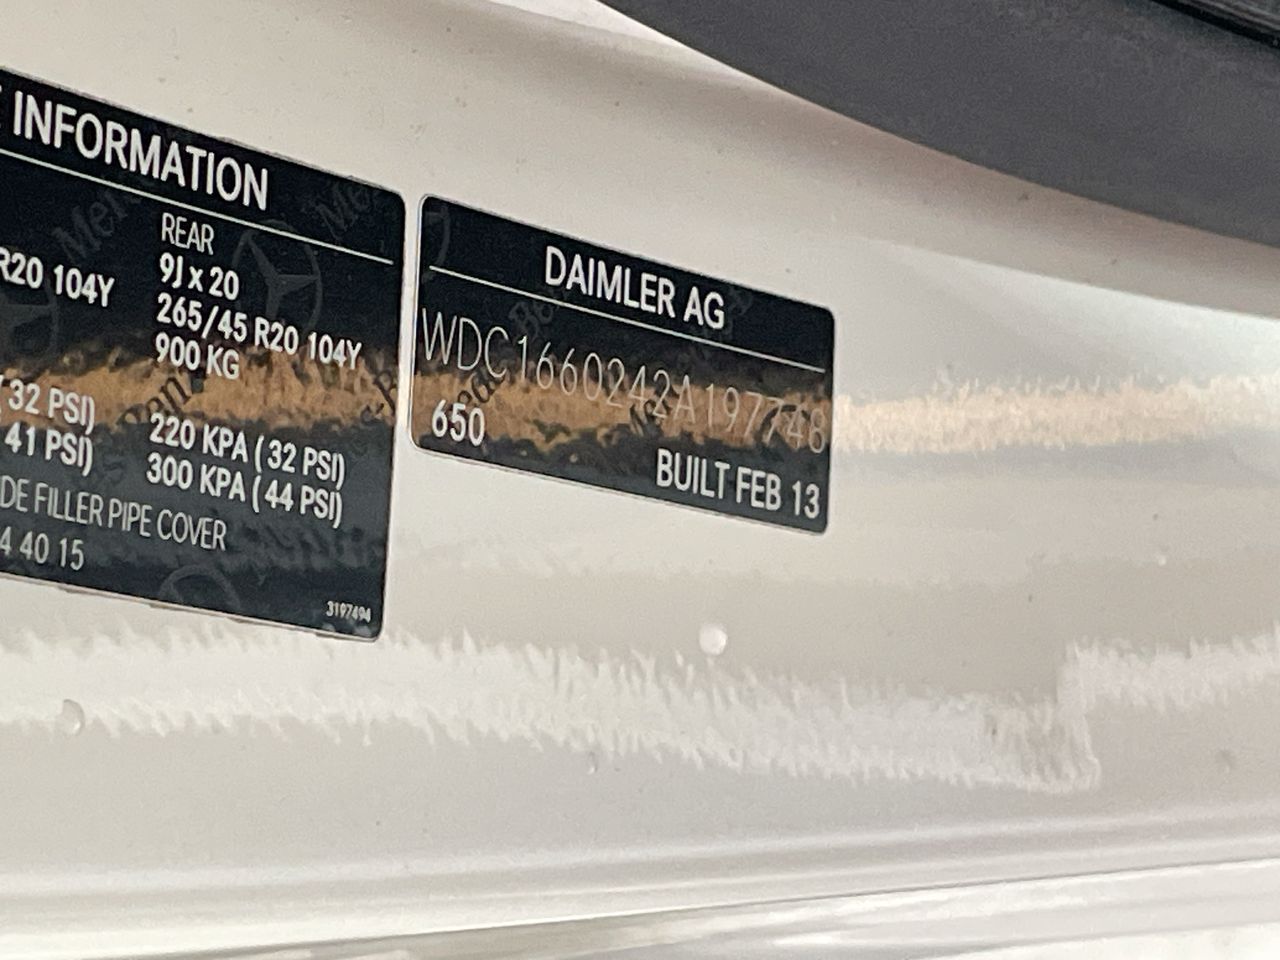 INFORMATION
REAR
9J x 20
R20 104Y 265/45 R20 104Y
900 KG
(32 PSI) 220 KPA (32 PSI)
41 PSI) 300 KPA (44 PSI)
DE FILLER PIPE COVER
4 40 15
3197494
DAIMLER AG
WDC1660242A197748
650
BUILT FEB 13